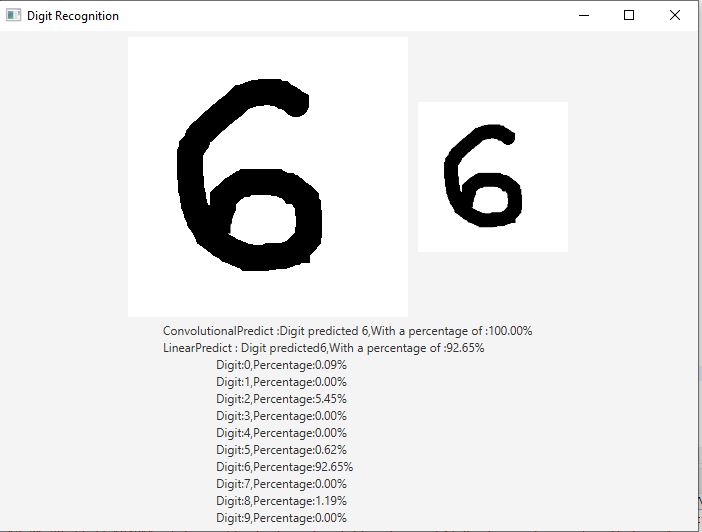 Digit Recognition
6
6
ConvolutionalPredict :Digit predicted 6,With a percentage of :100.00%
LinearPredict : Digit predicted6,With a percentage of :92.65%
Digit:0,Percentage:0.09%
Digit:1,Percentage:0.00%
Digit:2,Percentage:5.45%
Digit:3,Percentage:0.00%
Digit:4,Percentage:0.00%
Digit:5,Percentage:0.62%
Digit:6,Percentage:92.65%
Digit:7,Percentage:0.00%
Digit:8,Percentage:1.19%
Digit:9,Percentage:0.00%